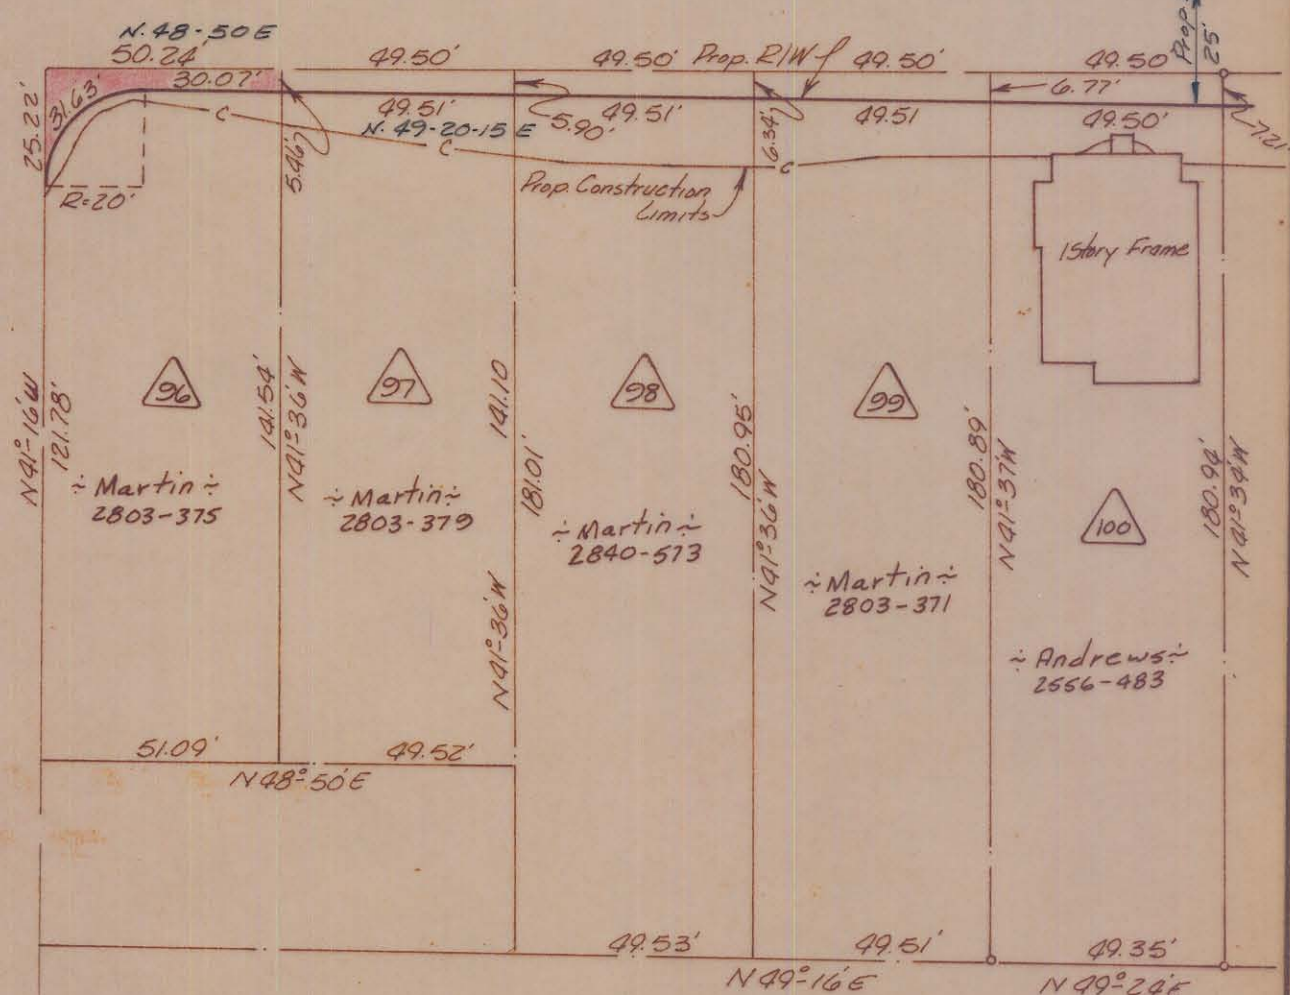 N. 48-50 E
50.24'
49.50'
49.50'
Prop. R/W
49.50'
49.50'
Prop.
25'
30.07'
31.63'
25.22'
R=20'
C
49.51'
N. 49-20-15 E
C
5.46'
5.90'
49.51'
6.34'
C
49.51
6.77'
49.50'
7.21'
Prop. Construction
Limits
1 Story Frame
96
97
98
99
100
N41°-16'W
121.78'
141.54'
N41°36'W
141.10
181.01'
N41°-36'W
180.95'
N41°36'W
180.89'
N41°-37'W
180.94'
N41°34'W
÷ Martin ÷
2803-375
÷ Martin ÷
2803-379
÷ Martin ÷
2840-573
÷ Martin ÷
2803-371
÷ Andrews ÷
2556-483
51.09'
49.52'
N 48°-50'E
49.53'
49.51'
49.35'
N 49°-16'E
N 49°-24'E